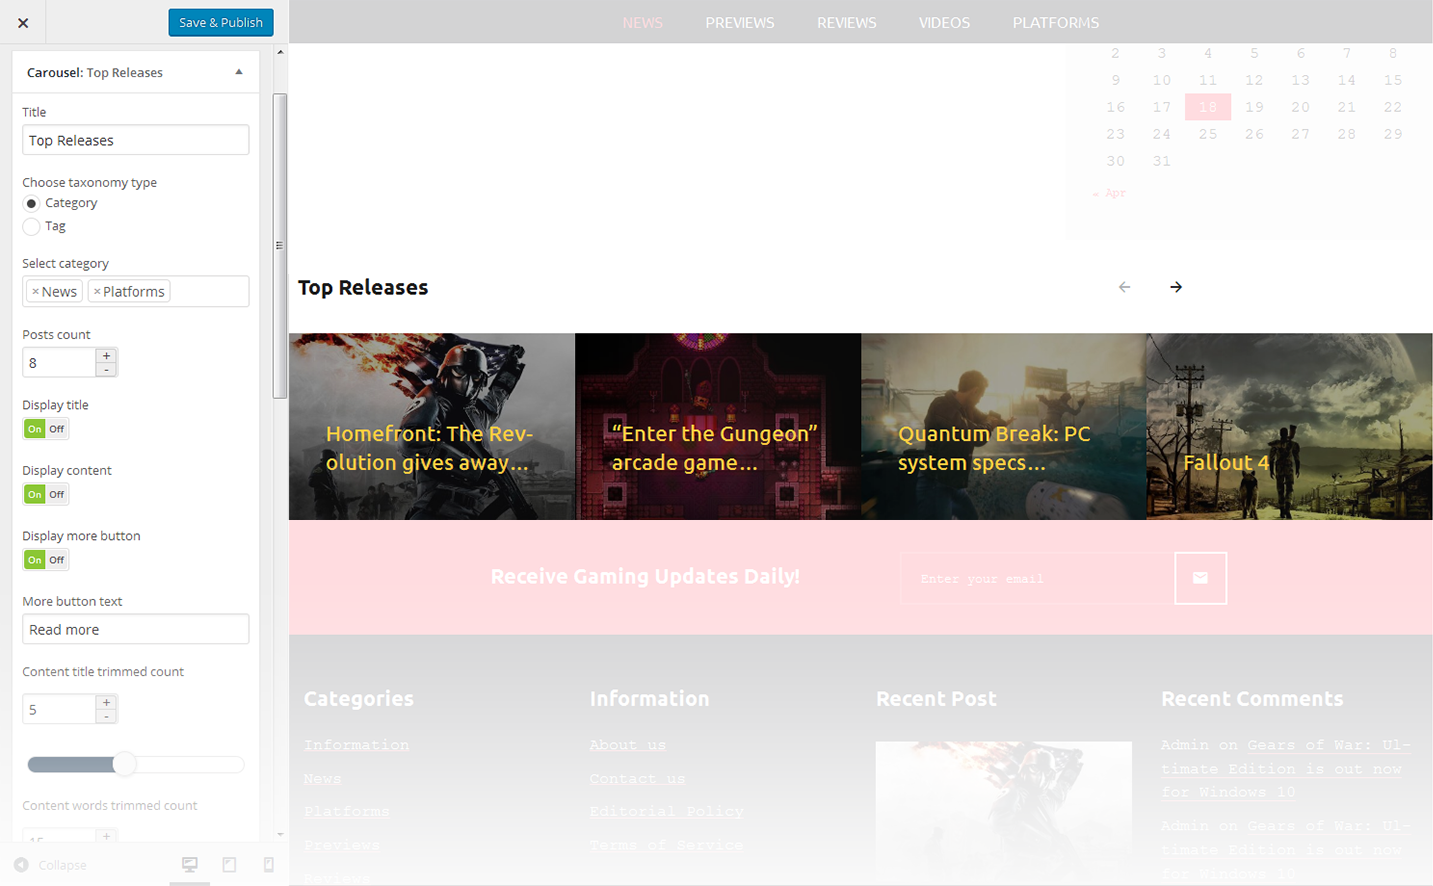 Save & Publish
Carousel: Top Releases
Title
Top Releases
Choose taxonomy type
Category
Tag
Select category
× News × Platforms
Posts count
8
+
-
Display title
On Off
Display content
On Off
Display more button
On Off
More button text
Read more
Content title trimmed count
5
+
-
Content words trimmed count
15
+
Collapse
NEWS PREVIEWS REVIEWS VIDEOS PLATFORMS
2 3 4 5 6 7 8
9 10 11 12 13 14 15
16 17 18 19 20 21 22
23 24 25 26 27 28 29
30 31
« Apr
Top Releases
Homefront: The Rev-
olution gives away...
“Enter the Gungeon”
arcade game...
Quantum Break: PC
system specs...
Fallout 4
Receive Gaming Updates Daily!
Enter your email
Categories
Information
News
Platforms
Previews
Reviews
Information
About us
Contact us
Editorial Policy
Terms of Service
Recent Post
Recent Comments
Admin on Gears of War: Ul-
timate Edition is out now
for Windows 10
Admin on Gears of War: Ul-
timate Edition is out now
for Windows 10